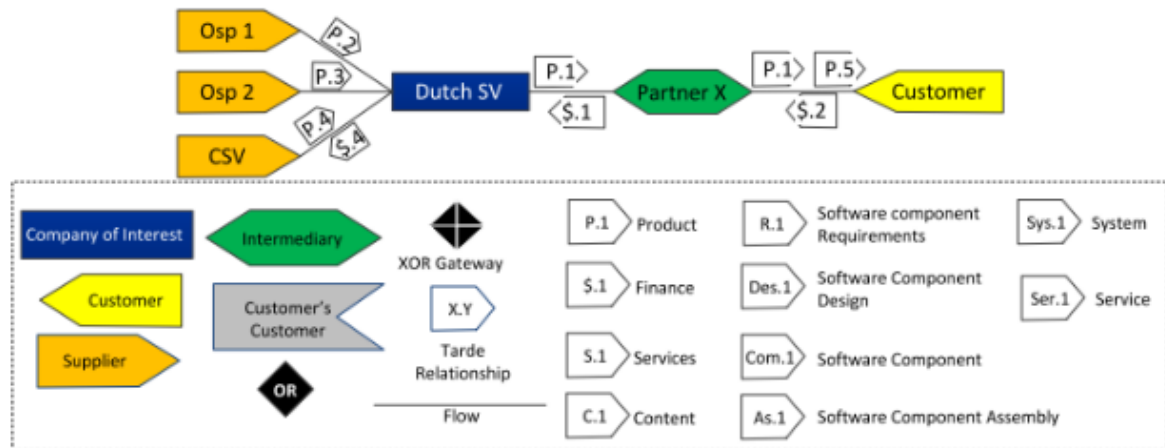 Osp 1
P.2
Osp 2
P.3
Dutch SV
P.1
$.1
Partner X
P.1
P.5
$.2
Customer
P.4
$.4
CSV
Company of Interest
Intermediary
XOR Gateway
Customer
Customer's
Customer
X.Y
Tarde
Relationship
Supplier
OR
Flow
P.1 Product
$.1 Finance
S.1 Services
C.1 Content
R.1 Software component
Requirements
Des.1 Software Component
Design
Com.1 Software Component
As.1 Software Component Assembly
Sys.1 System
Ser.1 Service